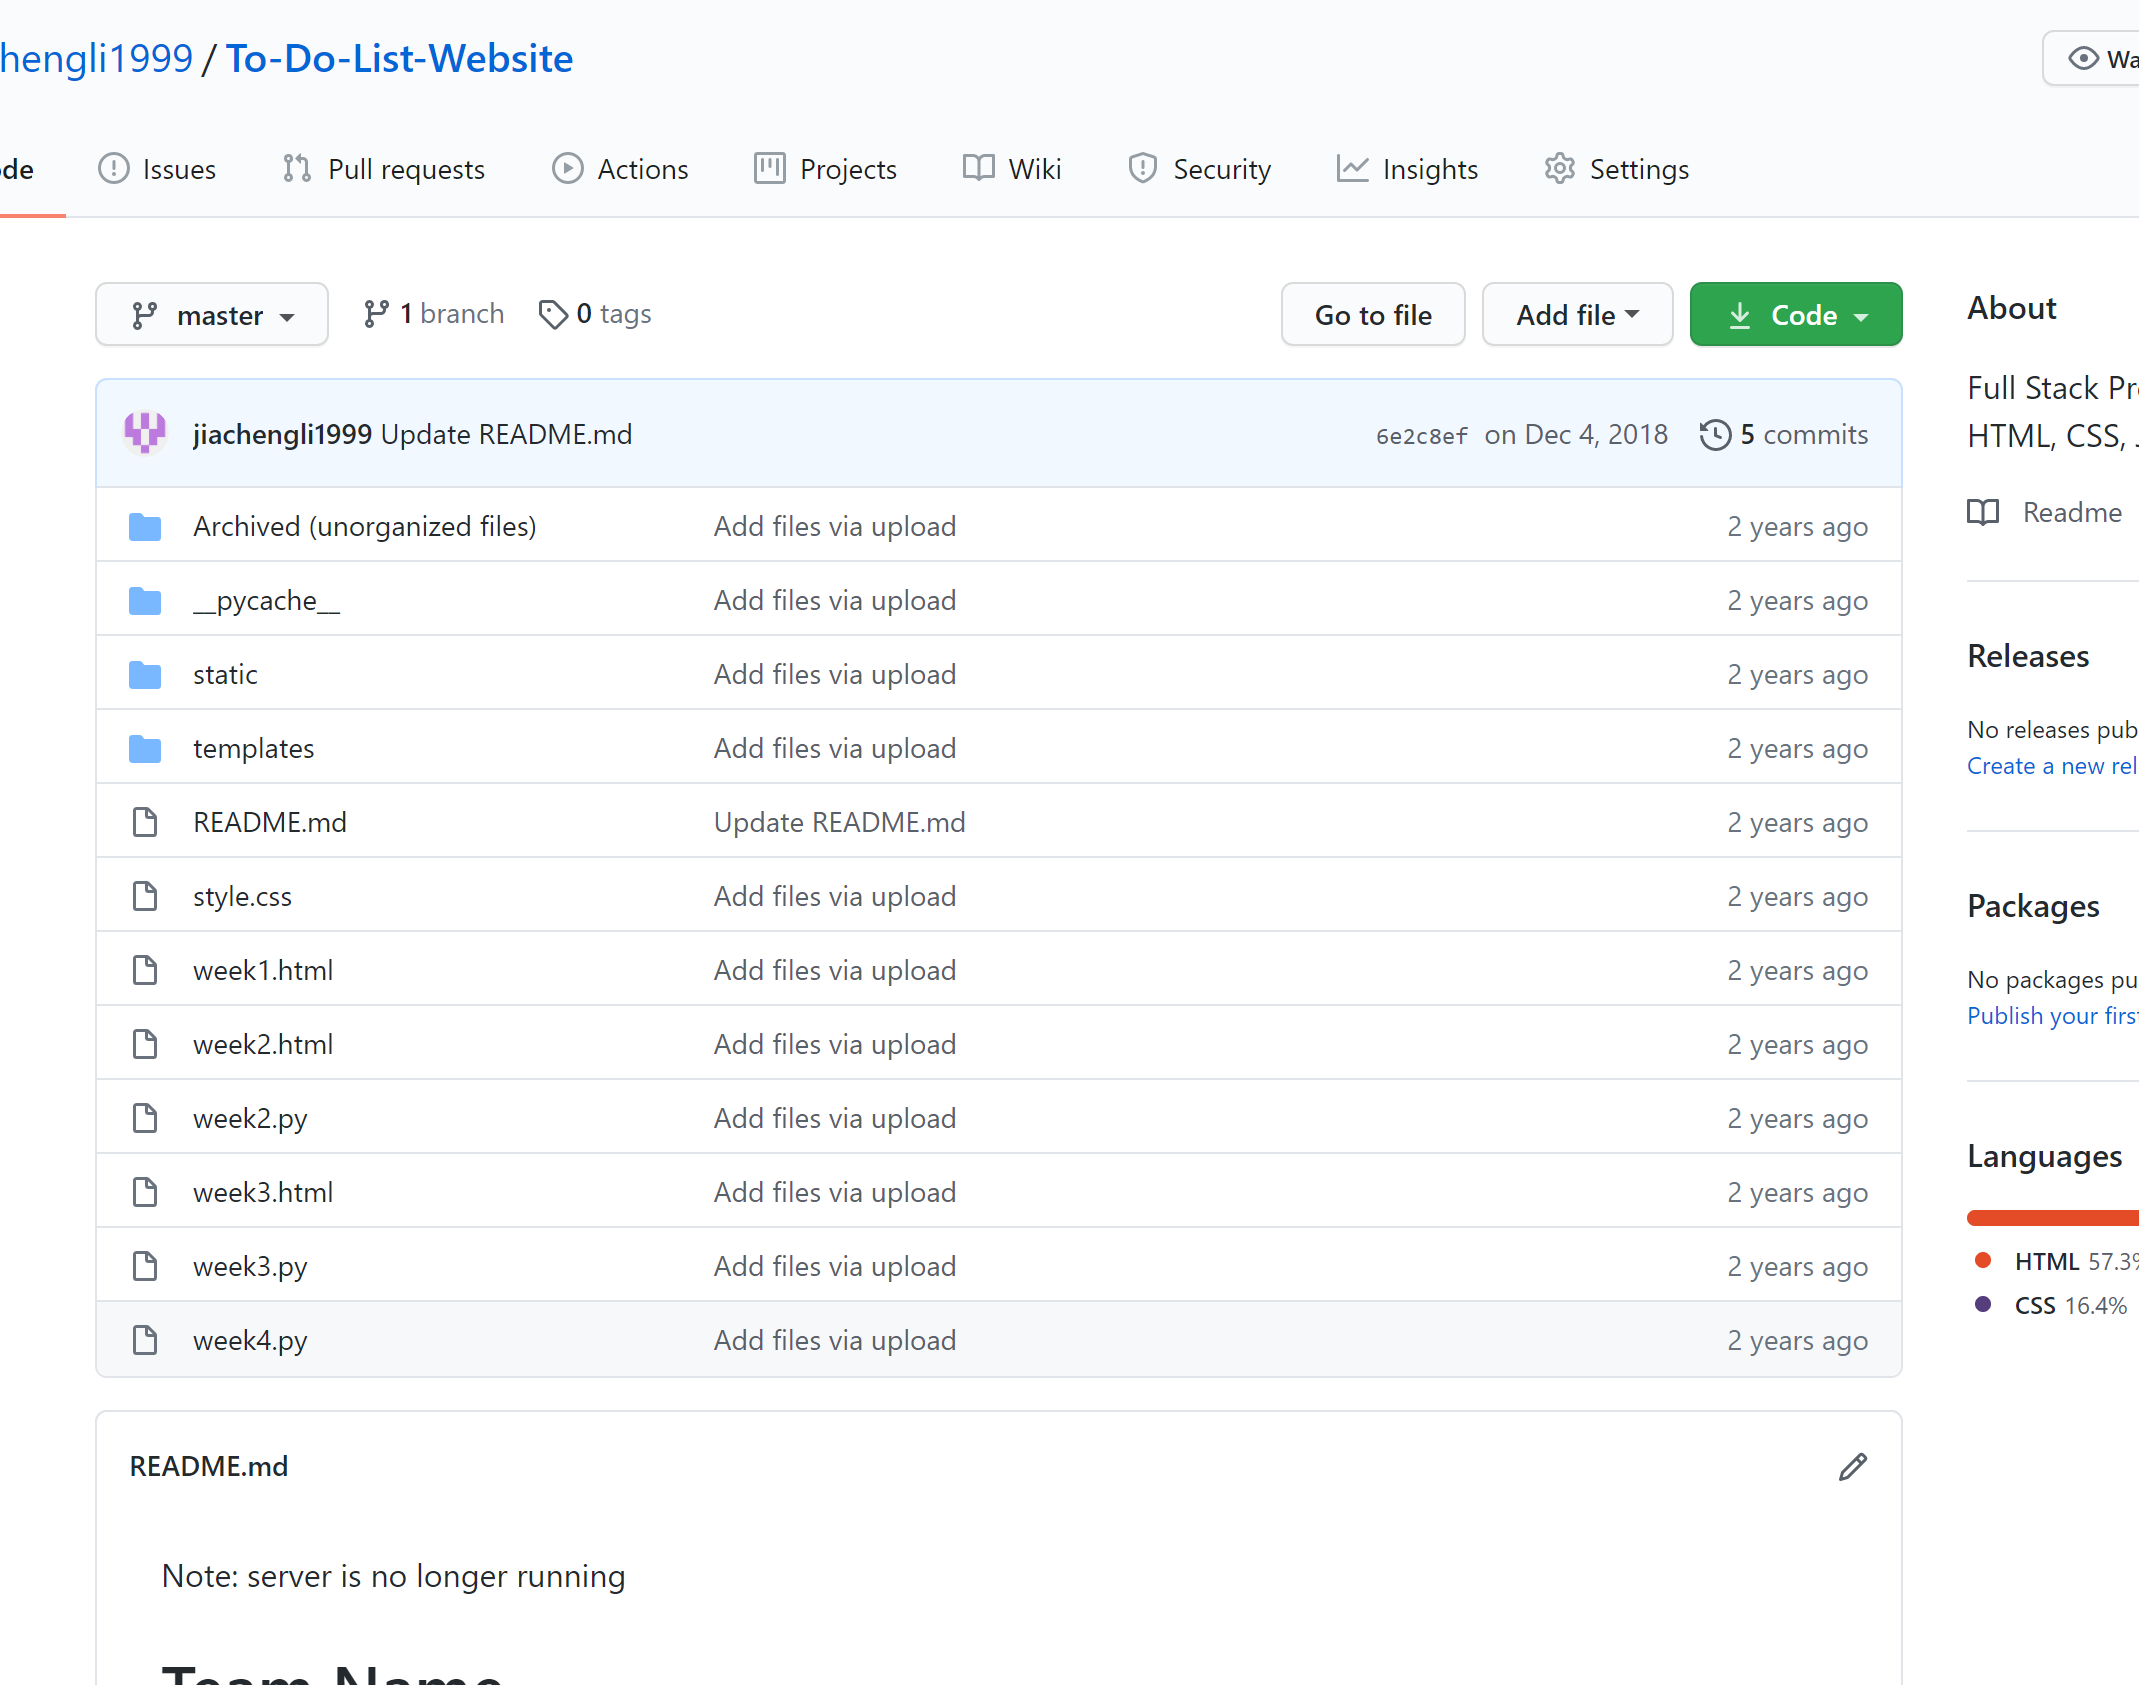 hengli1999 / To-Do-List-Website
Wa
de Issues Pull requests Actions Projects Wiki Security Insights Settings
master 1 branch 0 tags Go to file Add file Code
jiachengli1999 Update README.md 6e2c8ef on Dec 4, 2018 5 commits
Archived (unorganized files) Add files via upload 2 years ago
__pycache__ Add files via upload 2 years ago
static Add files via upload 2 years ago
templates Add files via upload 2 years ago
README.md Update README.md 2 years ago
style.css Add files via upload 2 years ago
week1.html Add files via upload 2 years ago
week2.html Add files via upload 2 years ago
week2.py Add files via upload 2 years ago
week3.html Add files via upload 2 years ago
week3.py Add files via upload 2 years ago
week4.py Add files via upload 2 years ago
README.md
Note: server is no longer running
Team Name
About
Full Stack Pr
HTML, CSS,
Readme
Releases
No releases pub
Create a new rel
Packages
No packages pu
Publish your first
Languages
HTML 57.3%
CSS 16.4%